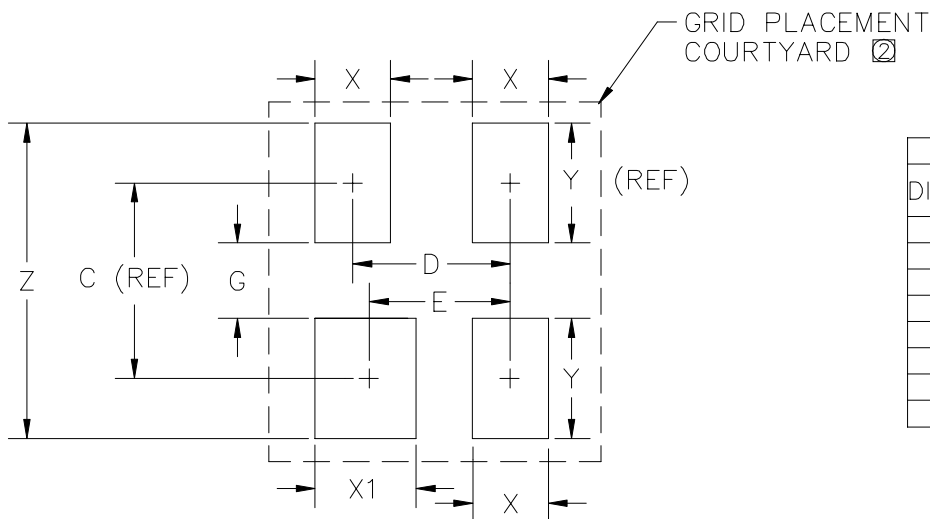 GRID PLACEMENT
COURTYARD 2
X
X
Y
(REF)
Z
C (REF)
G
D
E
Y
X1
X
DI